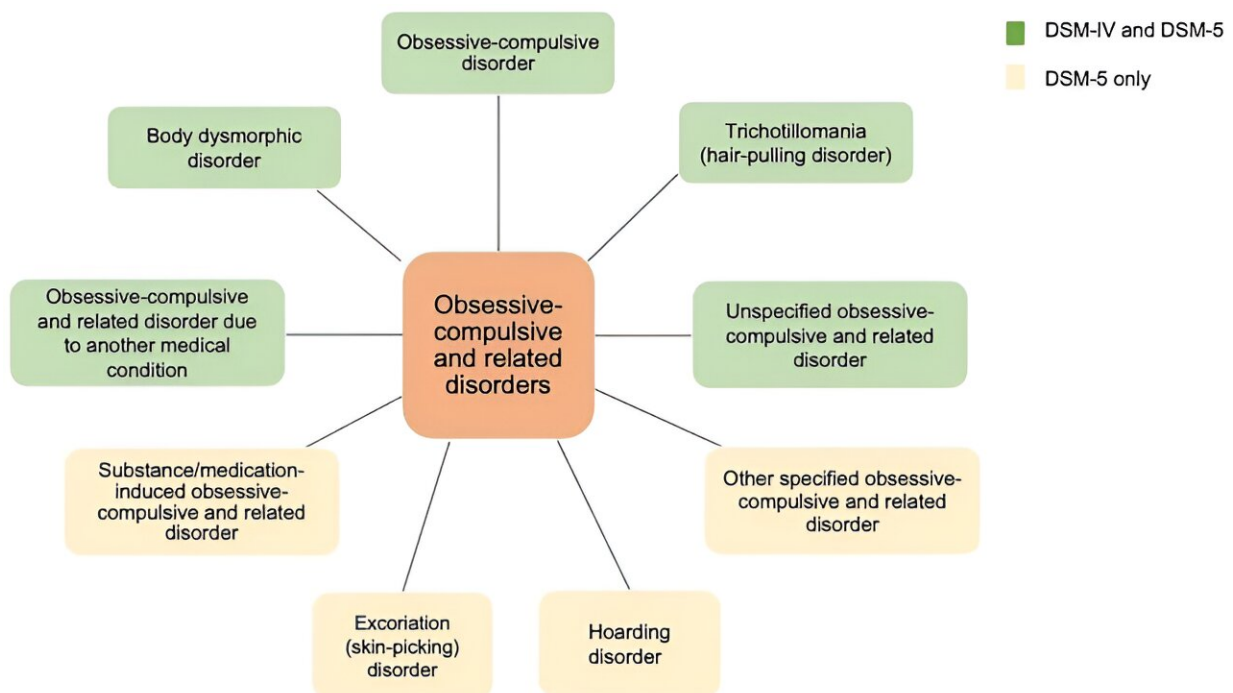 Obsessive-compulsive
disorder
DSM-IV and DSM-5
DSM-5 only
Body dysmorphic
disorder
Trichotillomania
(hair-pulling disorder)
Obsessive-compulsive
and related disorder due
to another medical
condition
Obsessive-
compulsive
and related
disorders
Unspecified obsessive-
compulsive and related
disorder
Substance/medication-
induced obsessive-
compulsive and related
disorder
Other specified obsessive-
compulsive and related
disorder
Excoriation
(skin-picking)
disorder
Hoarding
disorder